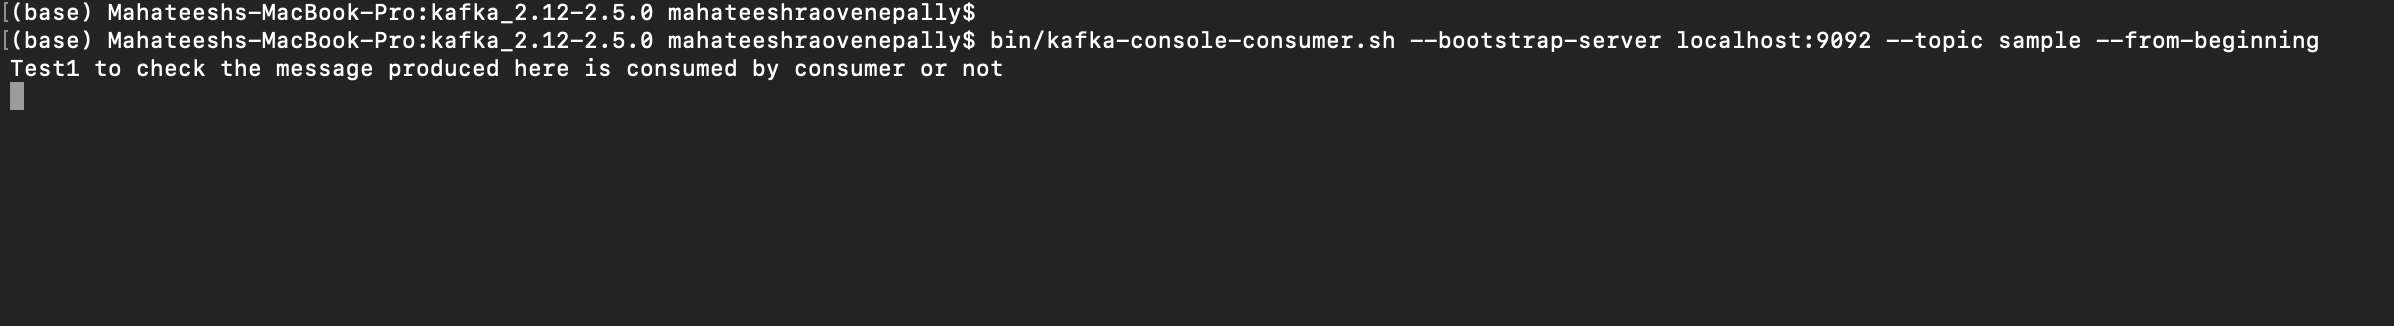 [(base) Mahateeshs-MacBook-Pro:kafka_2.12-2.5.0 mahateeshraovenepally$
[(base) Mahateeshs-MacBook-Pro:kafka_2.12-2.5.0 mahateeshraovenepally$ bin/kafka-console-consumer.sh --bootstrap-server localhost:9092 --topic sample --from-beginning
Test1 to check the message produced here is consumed by consumer or not